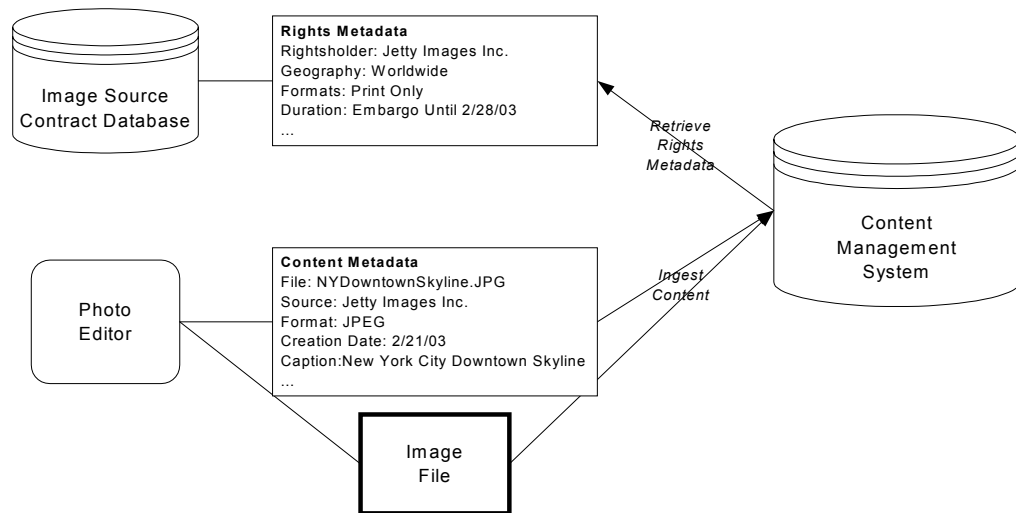 Image Source
Contract Database
Rights Metadata
Rightsholder: Jetty Images Inc.
Geography: Worldwide
Formats: Print Only
Duration: Embargo Until 2/28/03
...
Retrieve
Rights
Metadata
Content
Management
System
Photo
Editor
Content Metadata
File: NYDowntownSkyline.JPG
Source: Jetty Images Inc.
Format: JPEG
Creation Date: 2/21/03
Caption:New York City Downtown Skyline
...
Ingest
Content
Image
File